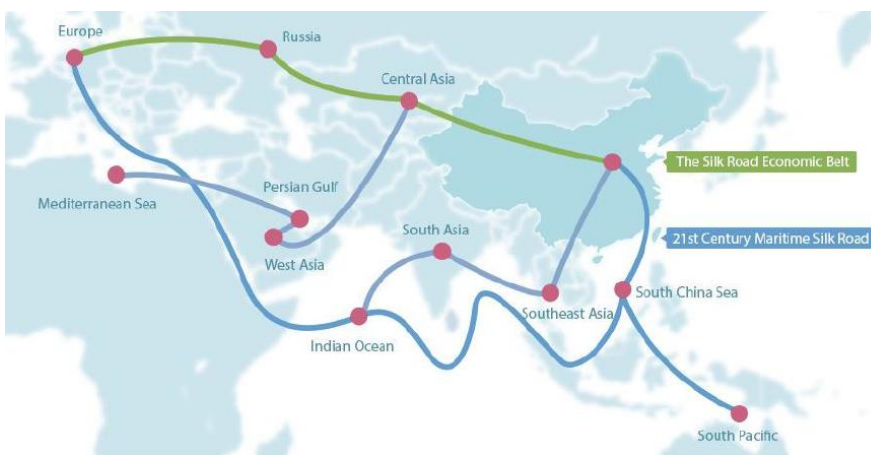 Europe
Russia
Central Asia
The Silk Road Economic Belt
Persian Gulf
Mediterranean Sea
South Asia
21st Century Maritime Silk Road
West Asia
South China Sea
Southeast Asia
Indian Ocean
South Pacific